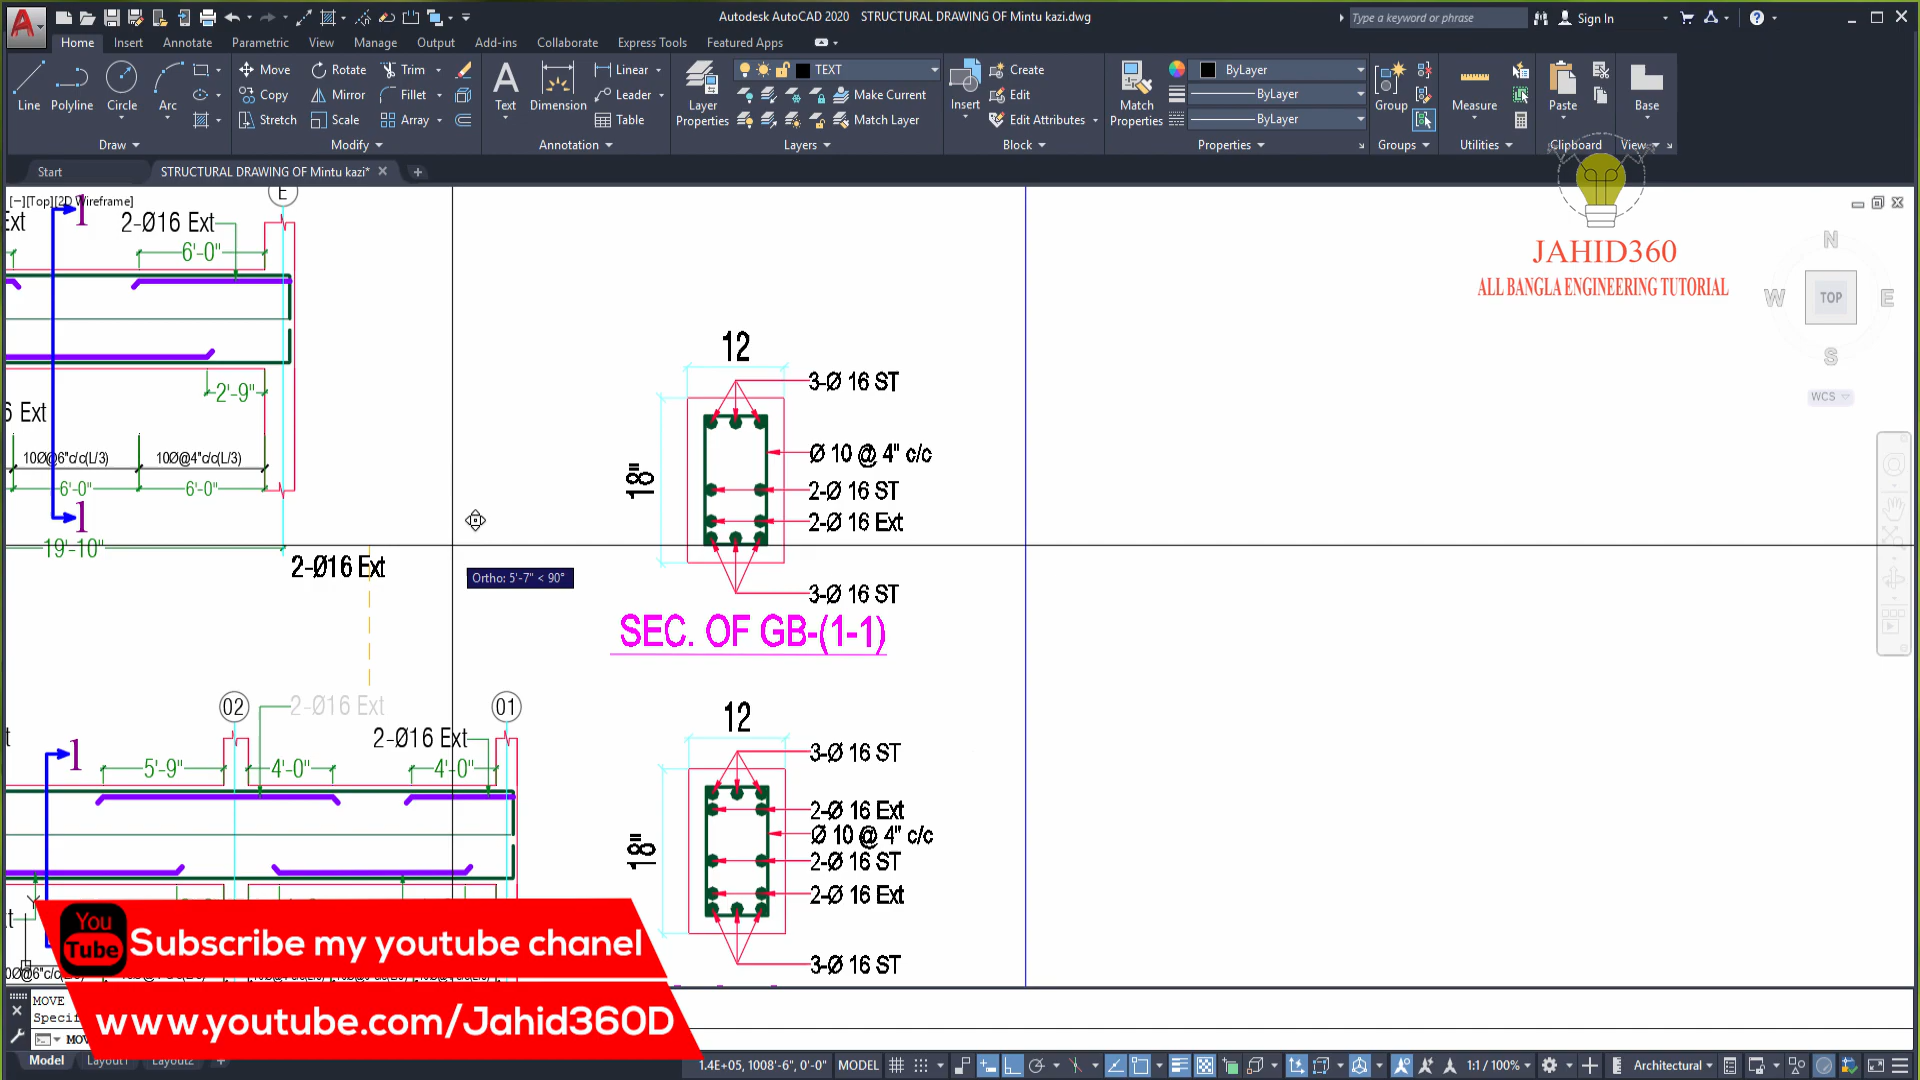 Autodesk AutoCAD 2020 STRUCTURAL DRAWING OF Mintu kazi.dwg
Type a keyword or phrase
Sign In
Home Insert Annotate Parametric View Manage Output Add-ins Collaborate Express Tools Featured Apps
Line Polyline Circle Arc
Move Rotate Trim
Copy Mirror Fillet
Stretch Scale Array
Text Dimension
Linear
Leader
Table
Layer Properties
TEXT
Make Current
Match Layer
Insert
Create
Edit
Edit Attributes
Match Properties
ByLayer
ByLayer
ByLayer
Group Measure Paste Base
Draw Modify Annotation Layers Block Properties Groups Utilities Clipboard View
Start STRUCTURAL DRAWING OF Mintu kazi*
[−][Top][2D Wireframe]
E
1
Ext
2-Ø16 Ext
6'-0"
2'-9"
Ext
10Ø@6"c/c(L/3)
10Ø@4"c/c(L/3)
6'-0"
6'-0"
1
19'-10"
2-Ø16 Ext
Ortho: 5'-7" < 90°
12
3-Ø 16 ST
Ø 10 @ 4" c/c
18"
2-Ø 16 ST
2-Ø 16 Ext
3-Ø 16 ST
SEC. OF GB-(1-1)
02
2-Ø16 Ext
01
2-Ø16 Ext
1
5'-9"
4'-0"
4'-0"
12
3-Ø 16 ST
2-Ø 16 Ext
Ø 10 @ 4" c/c
18"
2-Ø 16 ST
2-Ø 16 Ext
3-Ø 16 ST
JAHID360
ALL BANGLA ENGINEERING TUTORIAL
N
W TOP E
S
WCS
You
Tube
Subscribe my youtube chanel
www.youtube.com/Jahid360D
MOVE
Model Layout1 Layout2
1.4E+05, 1008'-6", 0'-0" MODEL
1:1 / 100%
Architectural